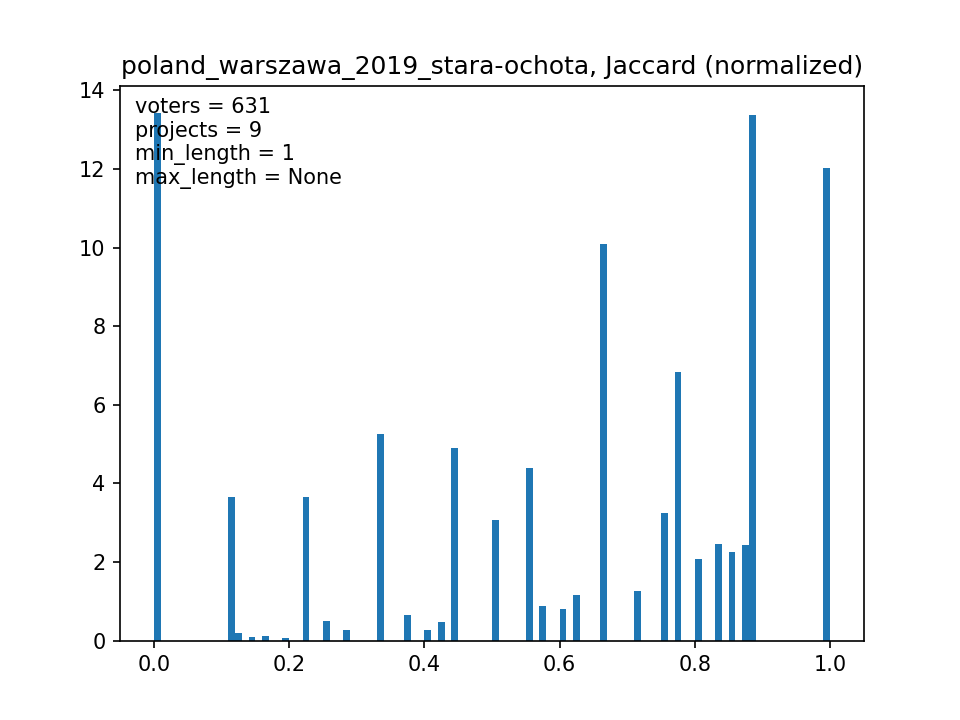 poland_warszawa_2019_stara-ochota, Jaccard (normalized)
voters = 631
projects = 9
min_length = 1
max_length = None
14
12
10
8
6
4
2
0
0.0 0.2 0.4 0.6 0.8 1.0